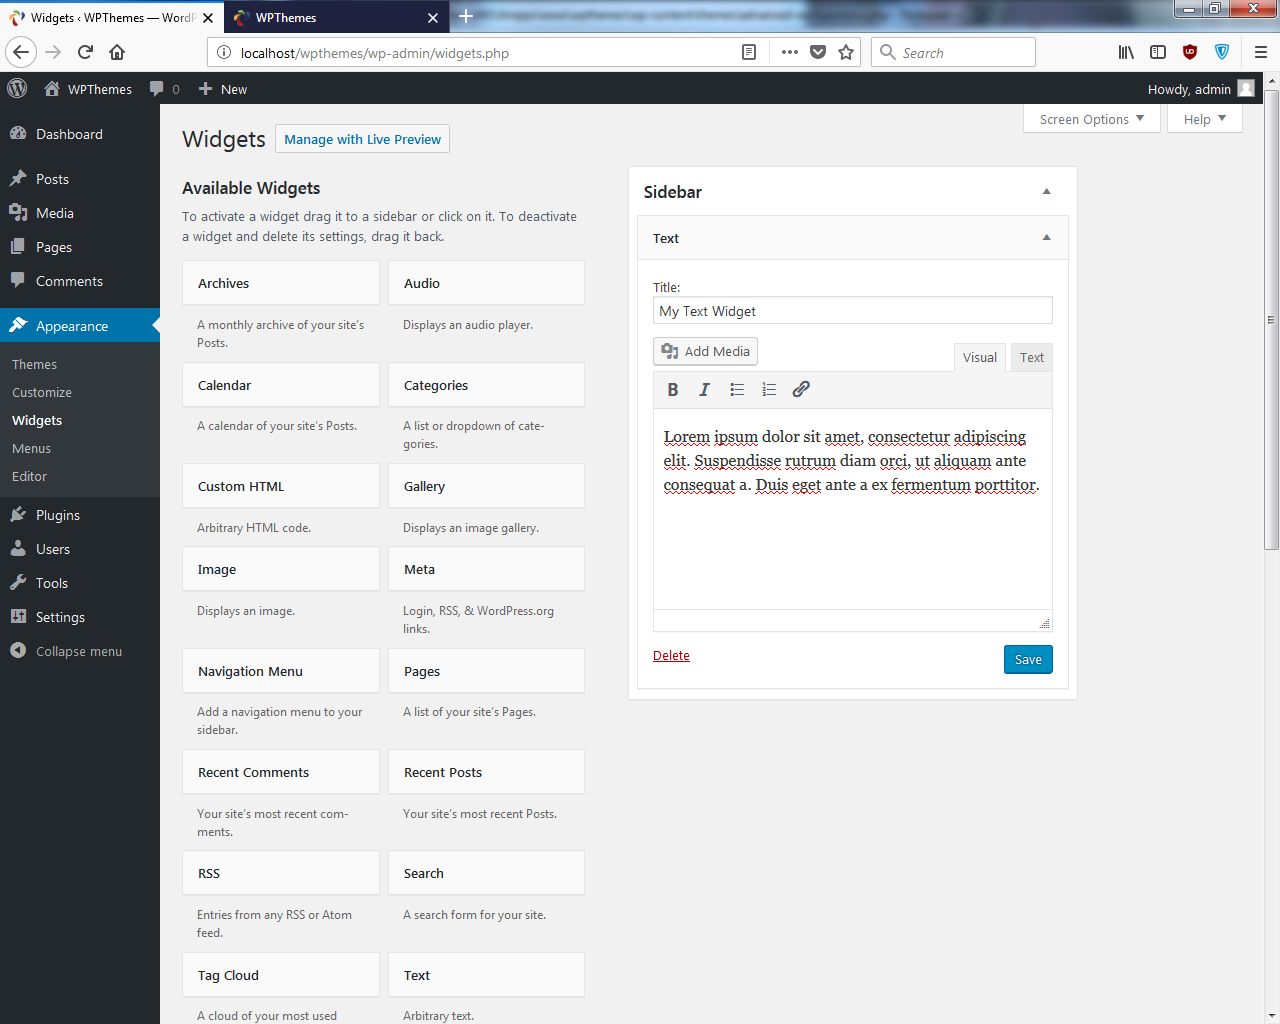 Widgets ‹ WPThemes — WordP
WPThemes
localhost/wpthemes/wp-admin/widgets.php
Search
WPThemes
0
New
Howdy, admin
Dashboard
Posts
Media
Pages
Comments
Appearance
Themes
Customize
Widgets
Menus
Editor
Plugins
Users
Tools
Settings
Collapse menu
Screen Options
Help
Widgets
Manage with Live Preview
Available Widgets
To activate a widget drag it to a sidebar or click on it. To deactivate
a widget and delete its settings, drag it back.
Archives
A monthly archive of your site’s
Posts.
Audio
Displays an audio player.
Calendar
A calendar of your site’s Posts.
Categories
A list or dropdown of cate-
gories.
Custom HTML
Arbitrary HTML code.
Gallery
Displays an image gallery.
Image
Displays an image.
Meta
Login, RSS, & WordPress.org
links.
Navigation Menu
Add a navigation menu to your
sidebar.
Pages
A list of your site’s Pages.
Recent Comments
Your site’s most recent com-
ments.
Recent Posts
Your site’s most recent Posts.
RSS
Entries from any RSS or Atom
feed.
Search
A search form for your site.
Tag Cloud
A cloud of your most used
Text
Arbitrary text.
Sidebar
Text
Title:
My Text Widget
Add Media
Visual
Text
B I
Lorem ipsum dolor sit amet, consectetur adipiscing
elit. Suspendisse rutrum diam orci, ut aliquam ante
consequat a. Duis eget ante a ex fermentum porttitor.
Delete
Save